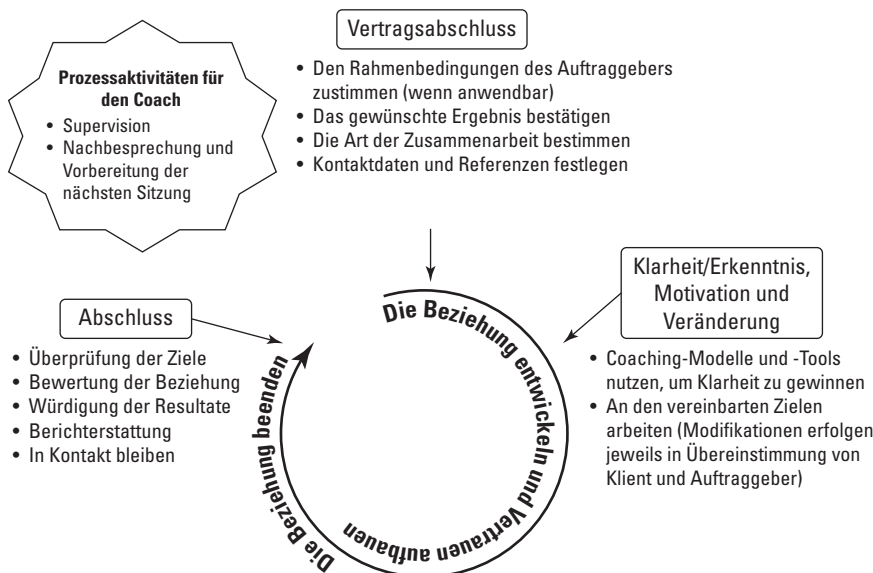 Prozessaktivitäten für
den Coach
• Supervision
• Nachbesprechung und
Vorbereitung der
nächsten Sitzung
Vertragsabschluss
• Den Rahmenbedingungen des Auftraggebers
zustimmen (wenn anwendbar)
• Das gewünschte Ergebnis bestätigen
• Die Art der Zusammenarbeit bestimmen
• Kontaktdaten und Referenzen festlegen
Klarheit/Erkenntnis,
Motivation und
Veränderung
• Coaching-Modelle und -Tools
nutzen, um Klarheit zu gewinnen
• An den vereinbarten Zielen
arbeiten (Modifikationen erfolgen
jeweils in Übereinstimmung von
Klient und Auftraggeber)
Abschluss
• Überprüfung der Ziele
• Bewertung der Beziehung
• Würdigung der Resultate
• Berichterstattung
• In Kontakt bleiben
Die Beziehung entwickeln und Vertrauen aufbauen
Die Beziehung beenden